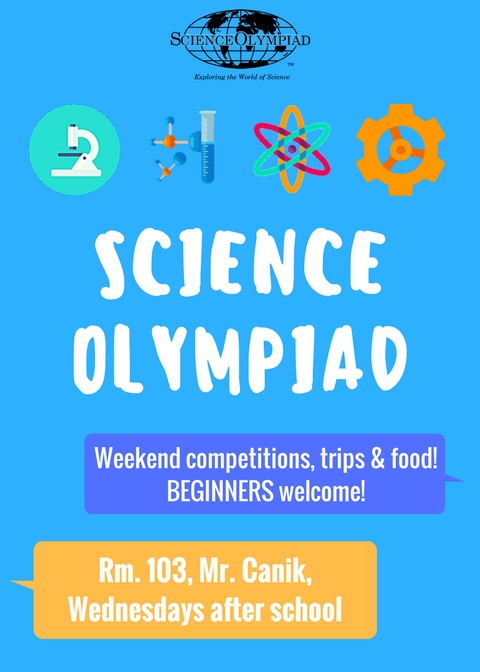 SCIENCE OLYMPIAD
TM
Exploring the World of Science
SCIENCE
OLYMPIAD
Weekend competitions, trips & food!
BEGINNERS welcome!
Rm. 103, Mr. Canik,
Wednesdays after school